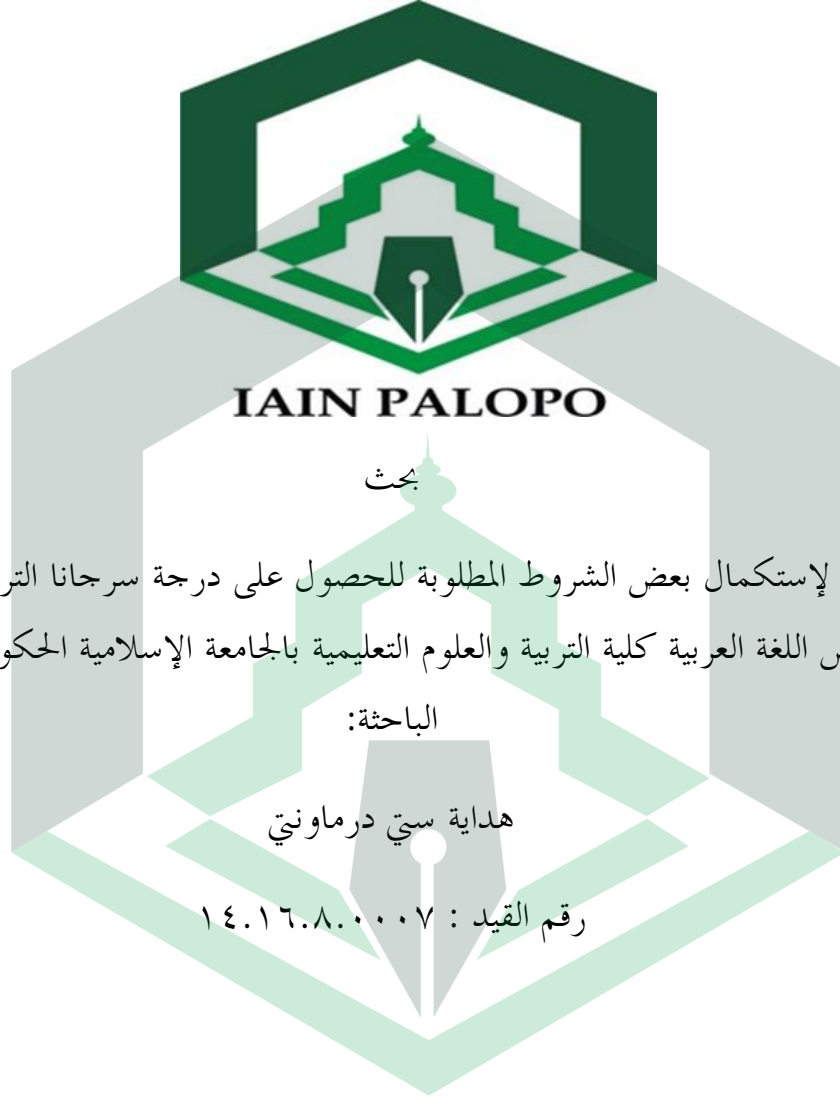 IAIN PALOPO
بحث
لإستكمال بعض الشروط المطلوبة للحصول على درجة سرجانا
اللغة العربية كلية التربية والعلوم التعليمية بالجامعة الإسلامية
الباحثة:
هداية ستي درماونتي
رقم القيد : ١٤.١٦.٨.٠٠٠٧